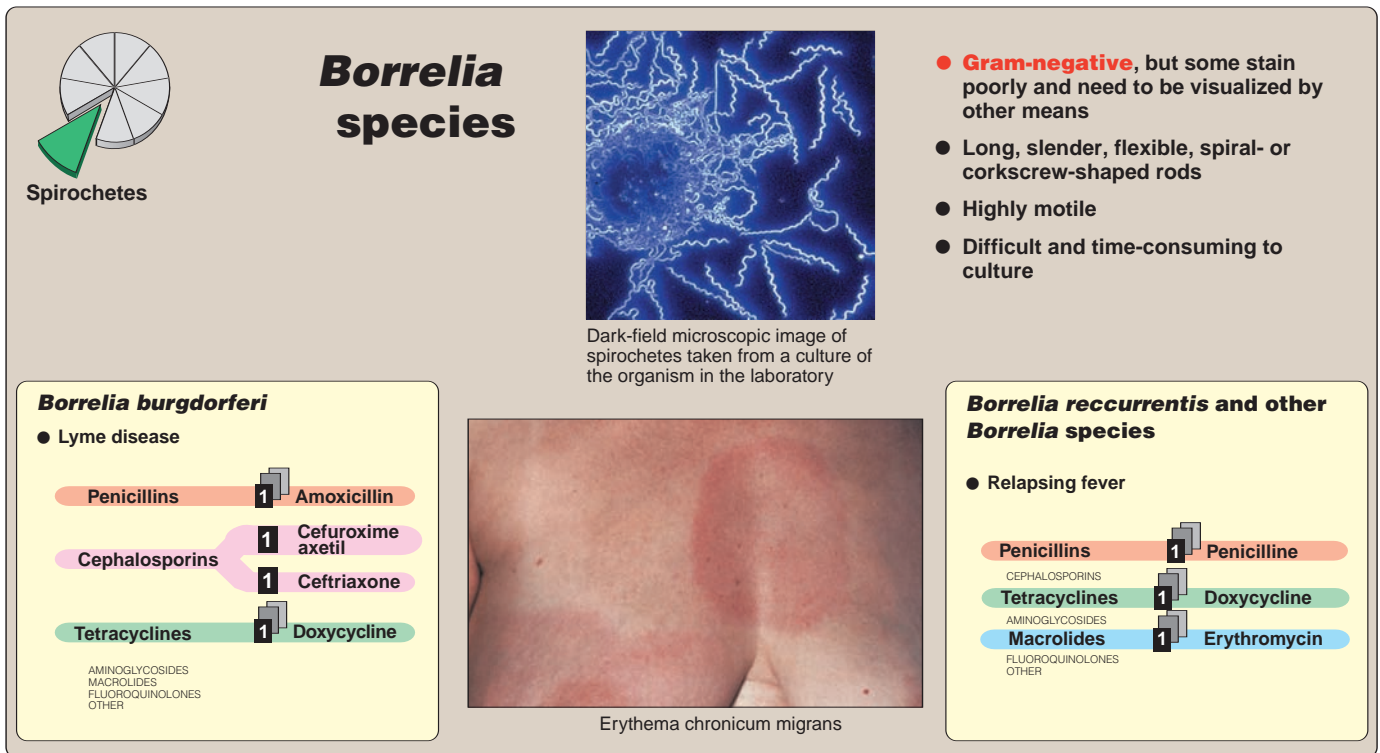 Spirochetes
Borrelia
species
Dark-field microscopic image of
spirochetes taken from a culture of
the organism in the laboratory
● Gram-negative, but some stain
poorly and need to be visualized by
other means
● Long, slender, flexible, spiral- or
corkscrew-shaped rods
● Highly motile
● Difficult and time-consuming to
culture
Borrelia burgdorferi
● Lyme disease
Penicillins 1 Amoxicillin
Cephalosporins
1 Cefuroxime
axetil
1 Ceftriaxone
Tetracyclines 1 Doxycycline
AMINOGLYCOSIDES
MACROLIDES
FLUOROQUINOLONES
OTHER
Erythema chronicum migrans
Borrelia reccurrentis and other
Borrelia species
● Relapsing fever
Penicillins 1 Penicilline
CEPHALOSPORINS
Tetracyclines 1 Doxycycline
AMINOGLYCOSIDES
Macrolides 1 Erythromycin
FLUOROQUINOLONES
OTHER